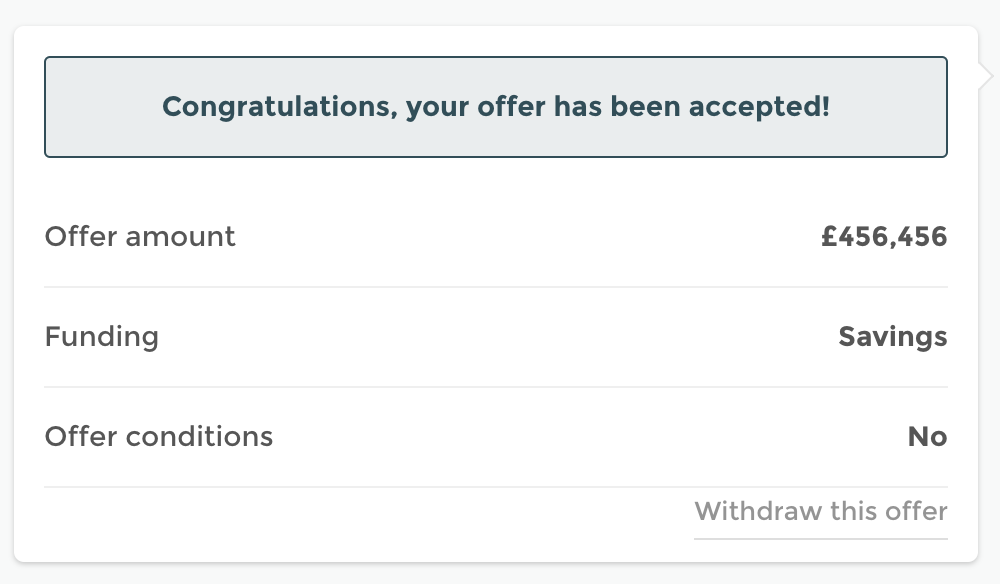 Congratulations, your offer has been accepted!
Offer amount £456,456
Funding Savings
Offer conditions No
Withdraw this offer